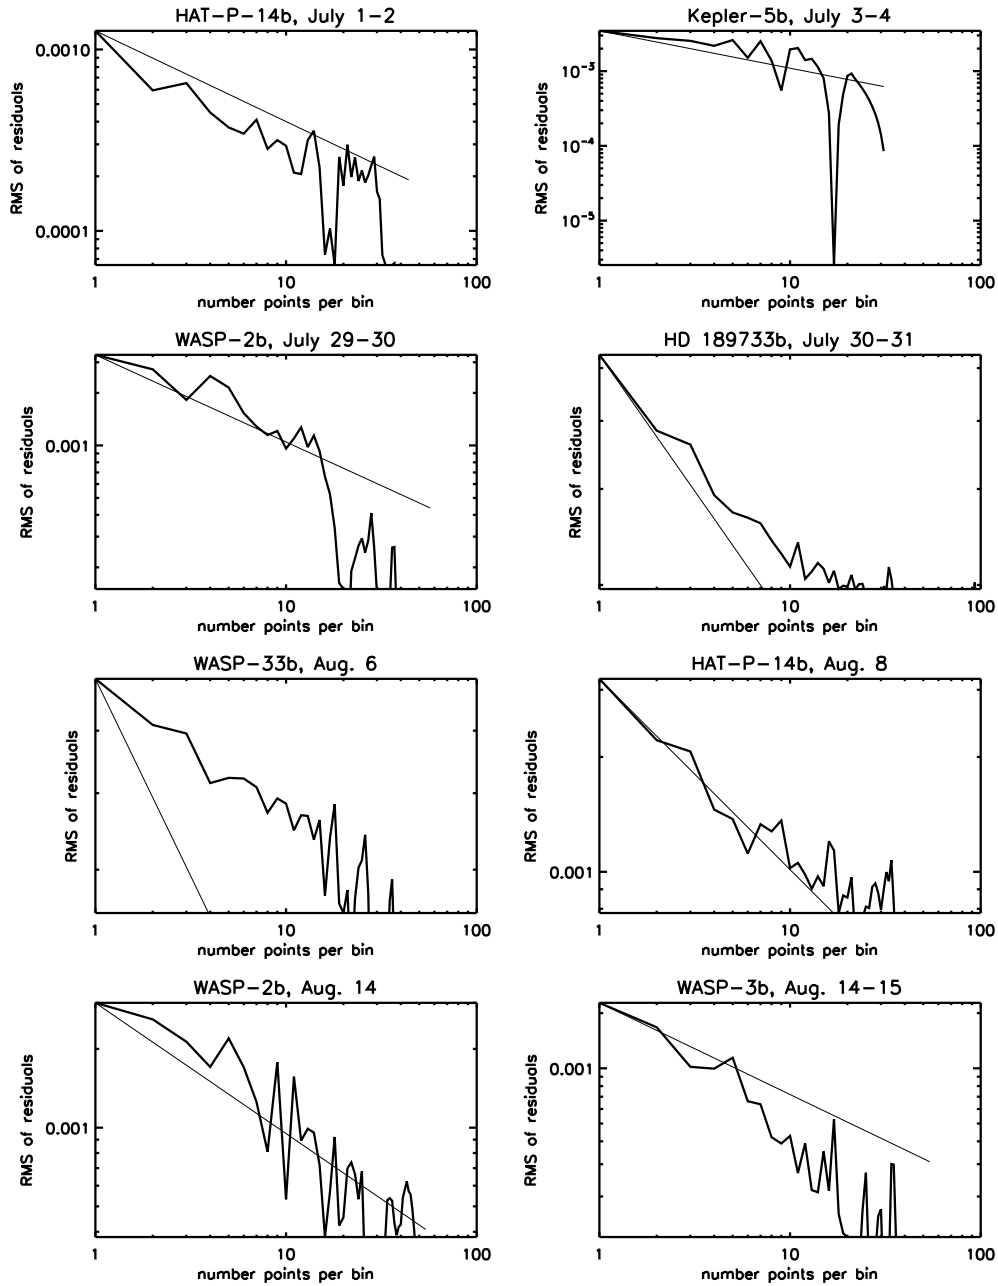 HAT-P-14b, July 1-2
RMS of residuals
0.0010
0.0001
1 10 100
number points per bin
Kepler-5b, July 3-4
RMS of residuals
10⁻³
10⁻⁴
10⁻⁵
1 10 100
number points per bin
WASP-2b, July 29-30
RMS of residuals
0.001
1 10 100
number points per bin
HD 189733b, July 30-31
RMS of residuals
1 10 100
number points per bin
WASP-33b, Aug. 6
RMS of residuals
1 10 100
number points per bin
HAT-P-14b, Aug. 8
RMS of residuals
0.001
1 10 100
number points per bin
WASP-2b, Aug. 14
RMS of residuals
0.001
1 10 100
number points per bin
WASP-3b, Aug. 14-15
RMS of residuals
0.001
1 10 100
number points per bin